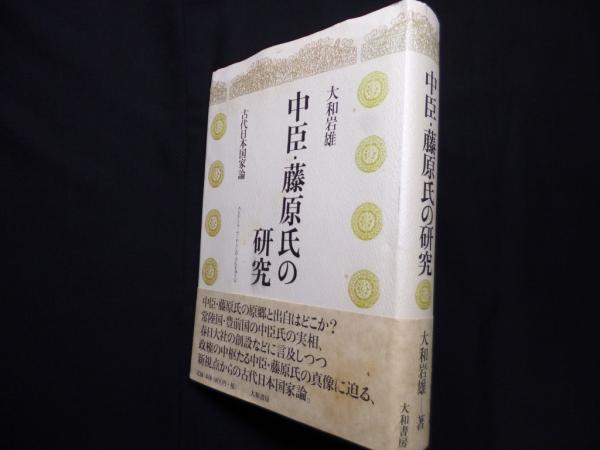 大和岩雄
中臣・藤原氏の
研究
古代日本国家論
中臣・藤原氏の原郷と出自はどこか?
常陸国・豊前国の中臣氏の実相、
春日大社の創設などに言及しつつ
政権の中枢たる中臣・藤原氏の真像に迫る、
新視点からの古代日本国家論。
大和書房
中臣・藤原氏の研究
大和岩雄―著
大和書房